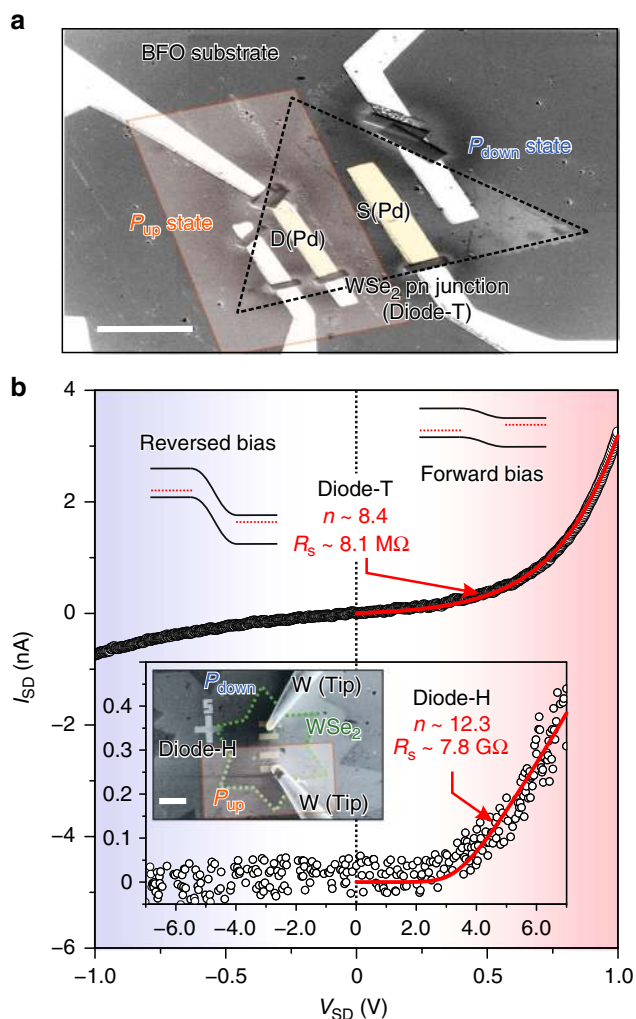 a
BFO substrate
P_down state
S(Pd)
P_up state
D(Pd)
WSe₂ pn junction
(Diode-T)
b
4
2
0
-2
-4
-6
I_SD (nA)
Reversed bias
Forward bias
Diode-T
n ~ 8.4
R_s ~ 8.1 MΩ
P_down
W (Tip)
WSe₂
Diode-H
P_up
W (Tip)
Diode-H
n ~ 12.3
R_s ~ 7.8 GΩ
0.4
0.3
0.2
0.1
0
-6.0 -4.0 -2.0 0 2.0 4.0 6.0
-1.0 -0.5 0 0.5 1.0
V_SD (V)